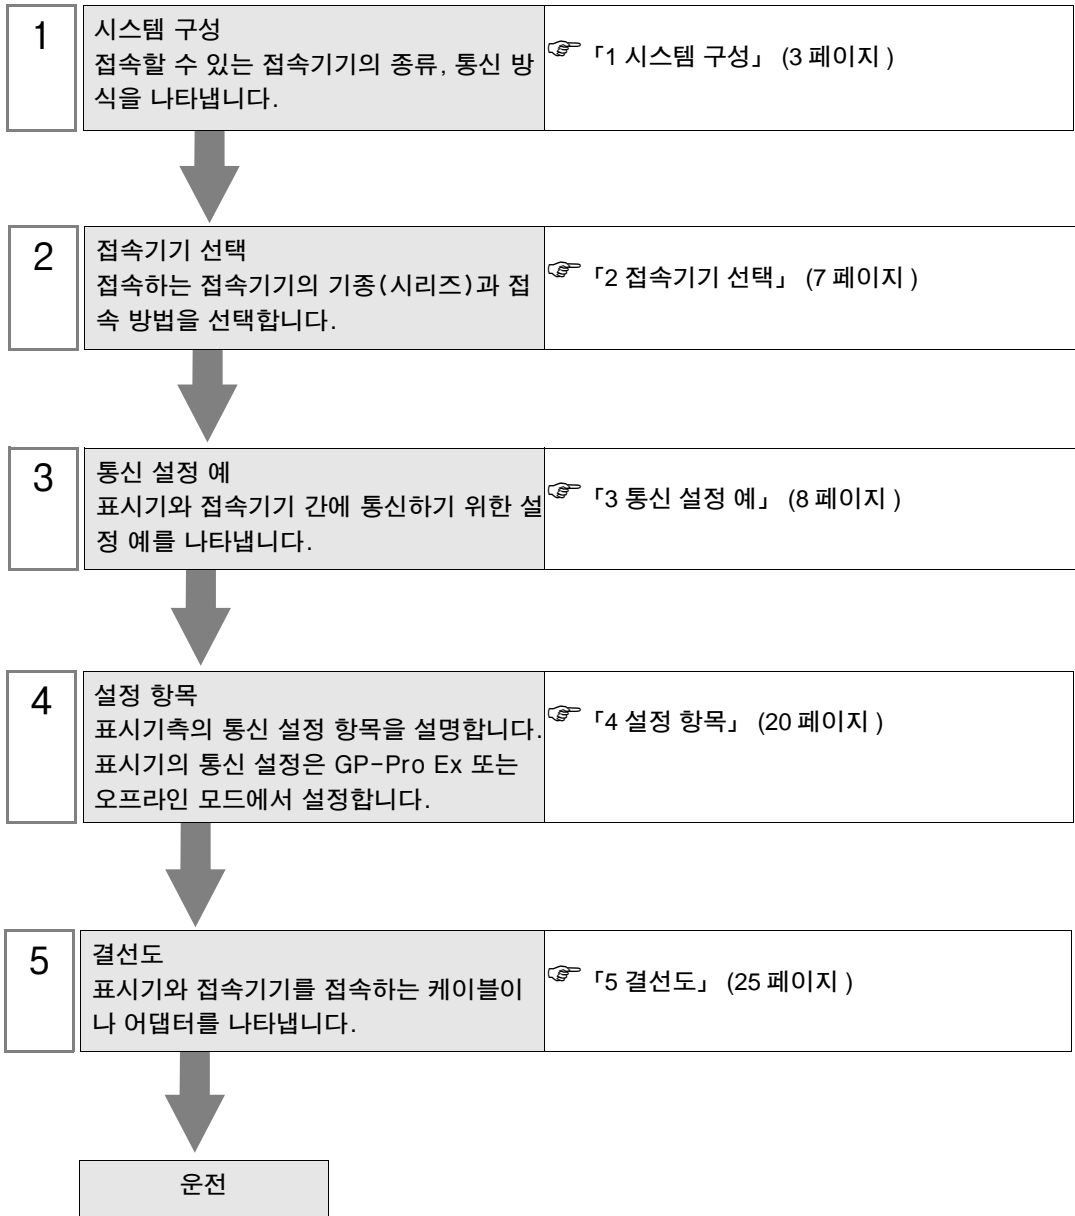 1
시스템 구성
접속할 수 있는 접속기기의 종류, 통신 방
식을 나타냅니다.
☞ 「1 시스템 구성」 (3 페이지 )
2
접속기기 선택
접속하는 접속기기의 기종(시리즈)과 접
속 방법을 선택합니다.
☞ 「2 접속기기 선택」 (7 페이지 )
3
통신 설정 예
표시기와 접속기기 간에 통신하기 위한 설
정 예를 나타냅니다.
☞ 「3 통신 설정 예」 (8 페이지 )
4
설정 항목
표시기측의 통신 설정 항목을 설명합니다.
표시기의 통신 설정은 GP-Pro Ex 또는
오프라인 모드에서 설정합니다.
☞ 「4 설정 항목」 (20 페이지 )
5
결선도
표시기와 접속기기를 접속하는 케이블이
나 어댑터를 나타냅니다.
☞ 「5 결선도」 (25 페이지 )
운전